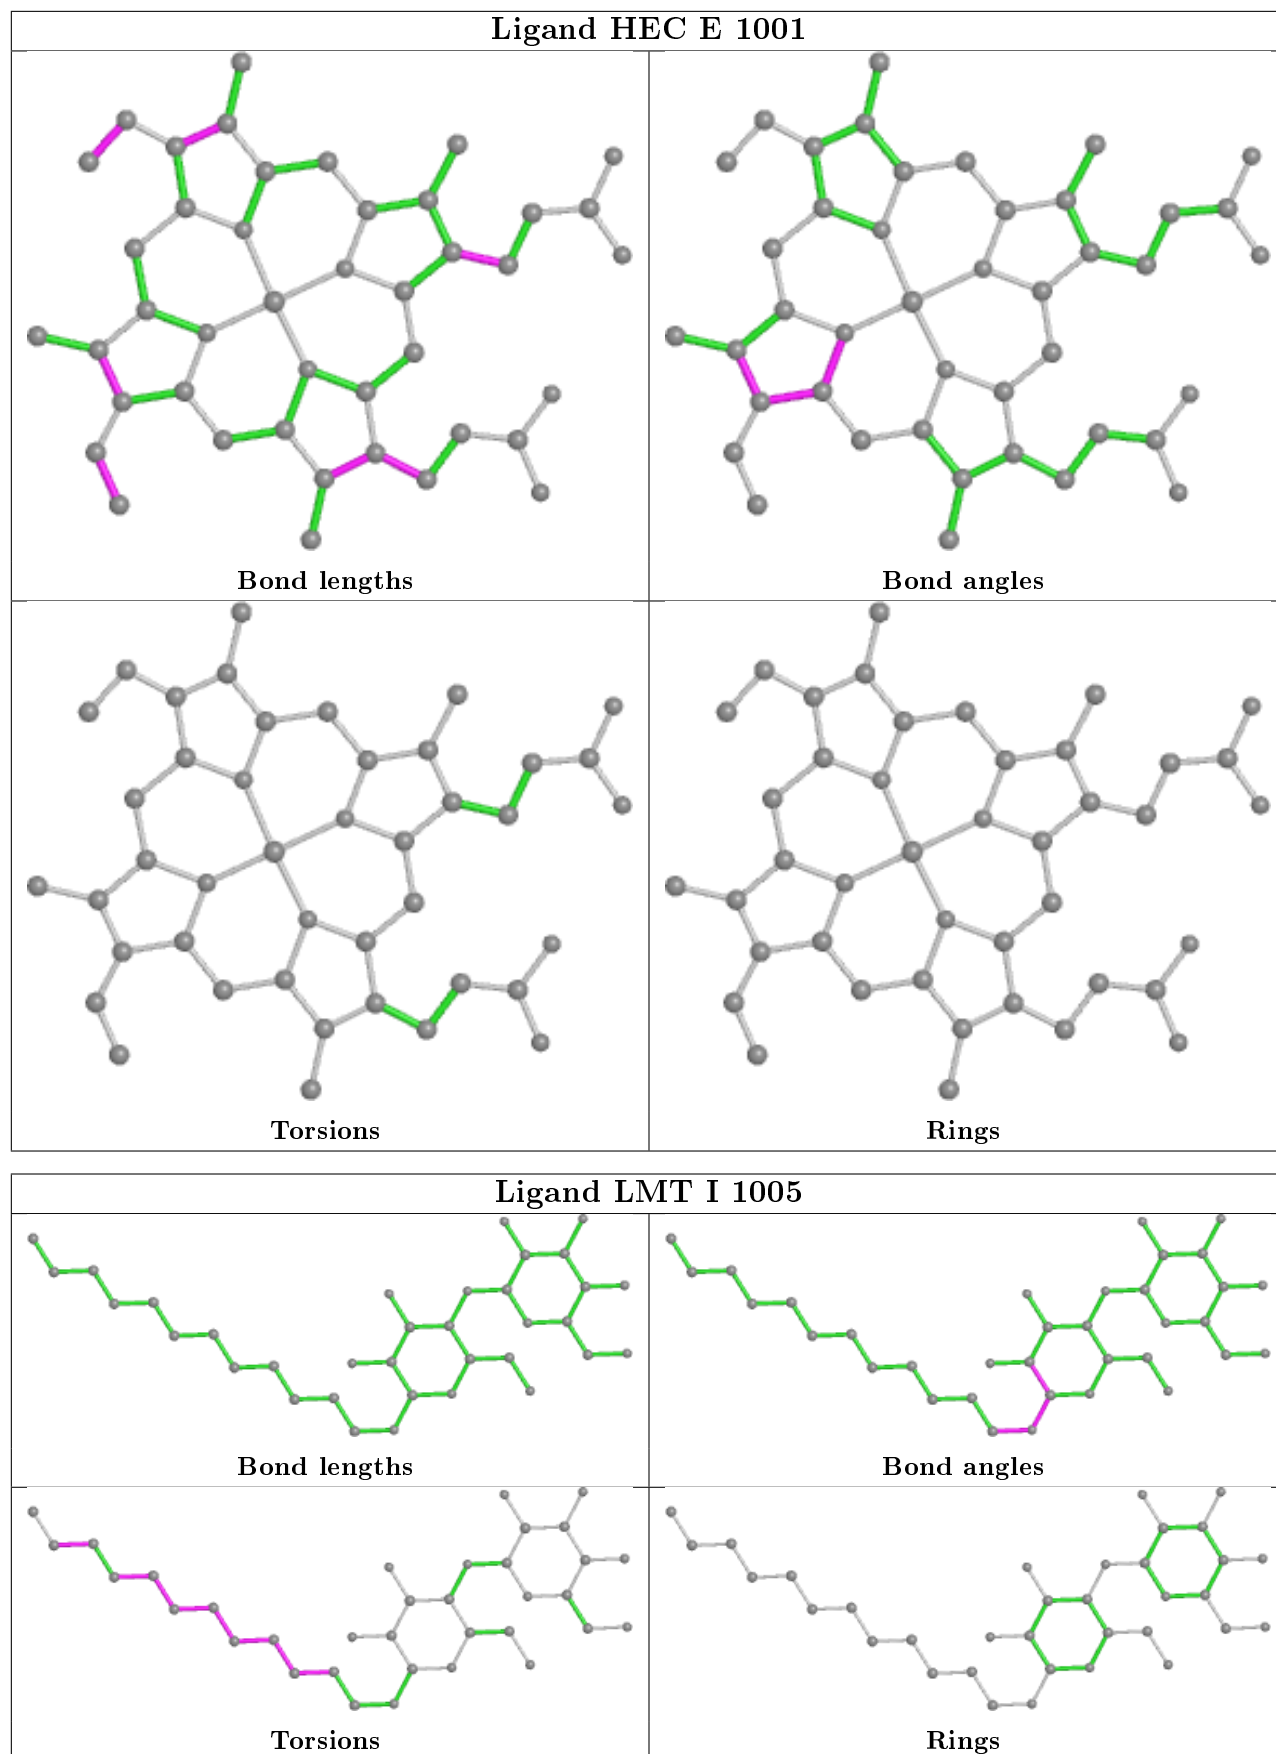 Ligand HEC E 1001
Bond lengths
Bond angles
Torsions
Rings
Ligand LMT I 1005
Bond lengths
Bond angles
Torsions
Rings